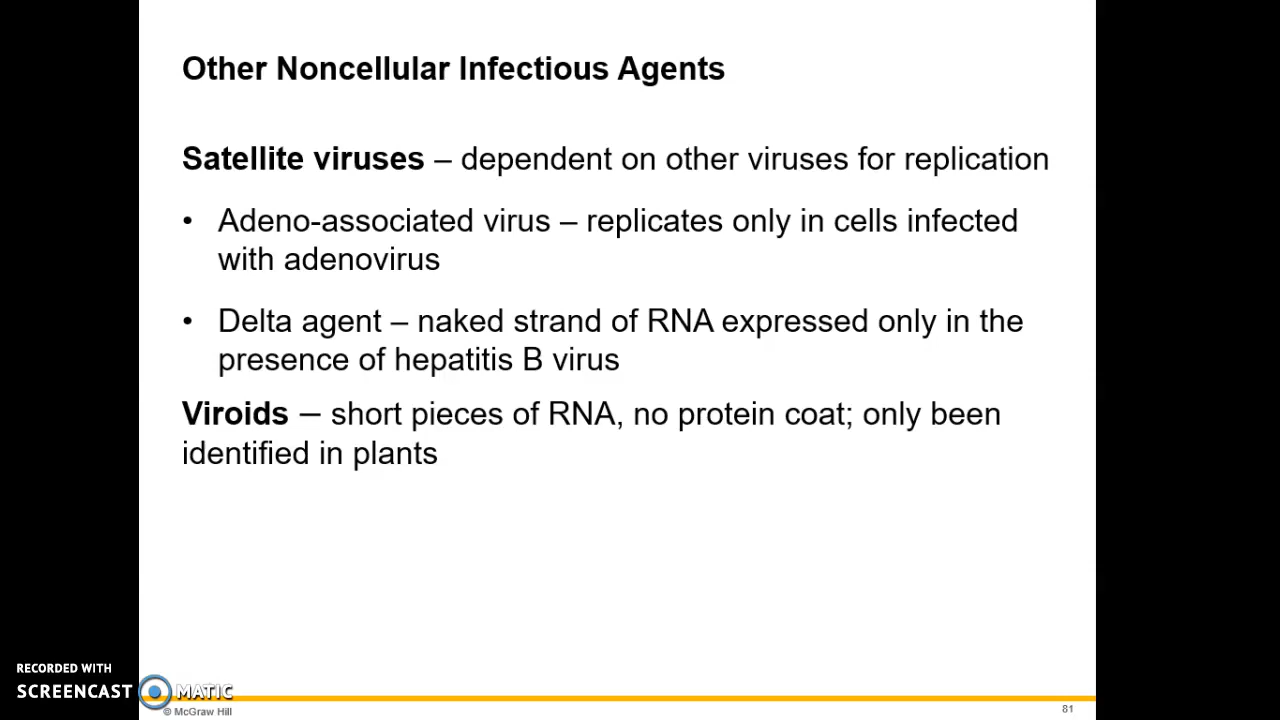 Other Noncellular Infectious Agents
Satellite viruses – dependent on other viruses for replication
• Adeno-associated virus – replicates only in cells infected
with adenovirus
• Delta agent – naked strand of RNA expressed only in the
presence of hepatitis B virus
Viroids – short pieces of RNA, no protein coat; only been
identified in plants
RECORDED WITH
SCREENCAST MATIC
© McGraw Hill
81